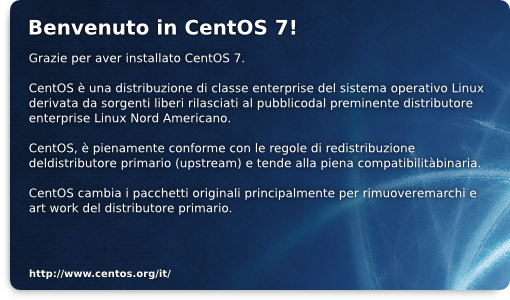 Benvenuto in CentOS 7!
Grazie per aver installato CentOS 7.
CentOS è una distribuzione di classe enterprise del sistema operativo Linux
derivata da sorgenti liberi rilasciati al pubblicodal preminente distributore
enterprise Linux Nord Americano.
CentOS, è pienamente conforme con le regole di redistribuzione
deldistributore primario (upstream) e tende alla piena compatibilitàbinaria.
CentOS cambia i pacchetti originali principalmente per rimuoveremarchi e
art work del distributore primario.
http://www.centos.org/it/